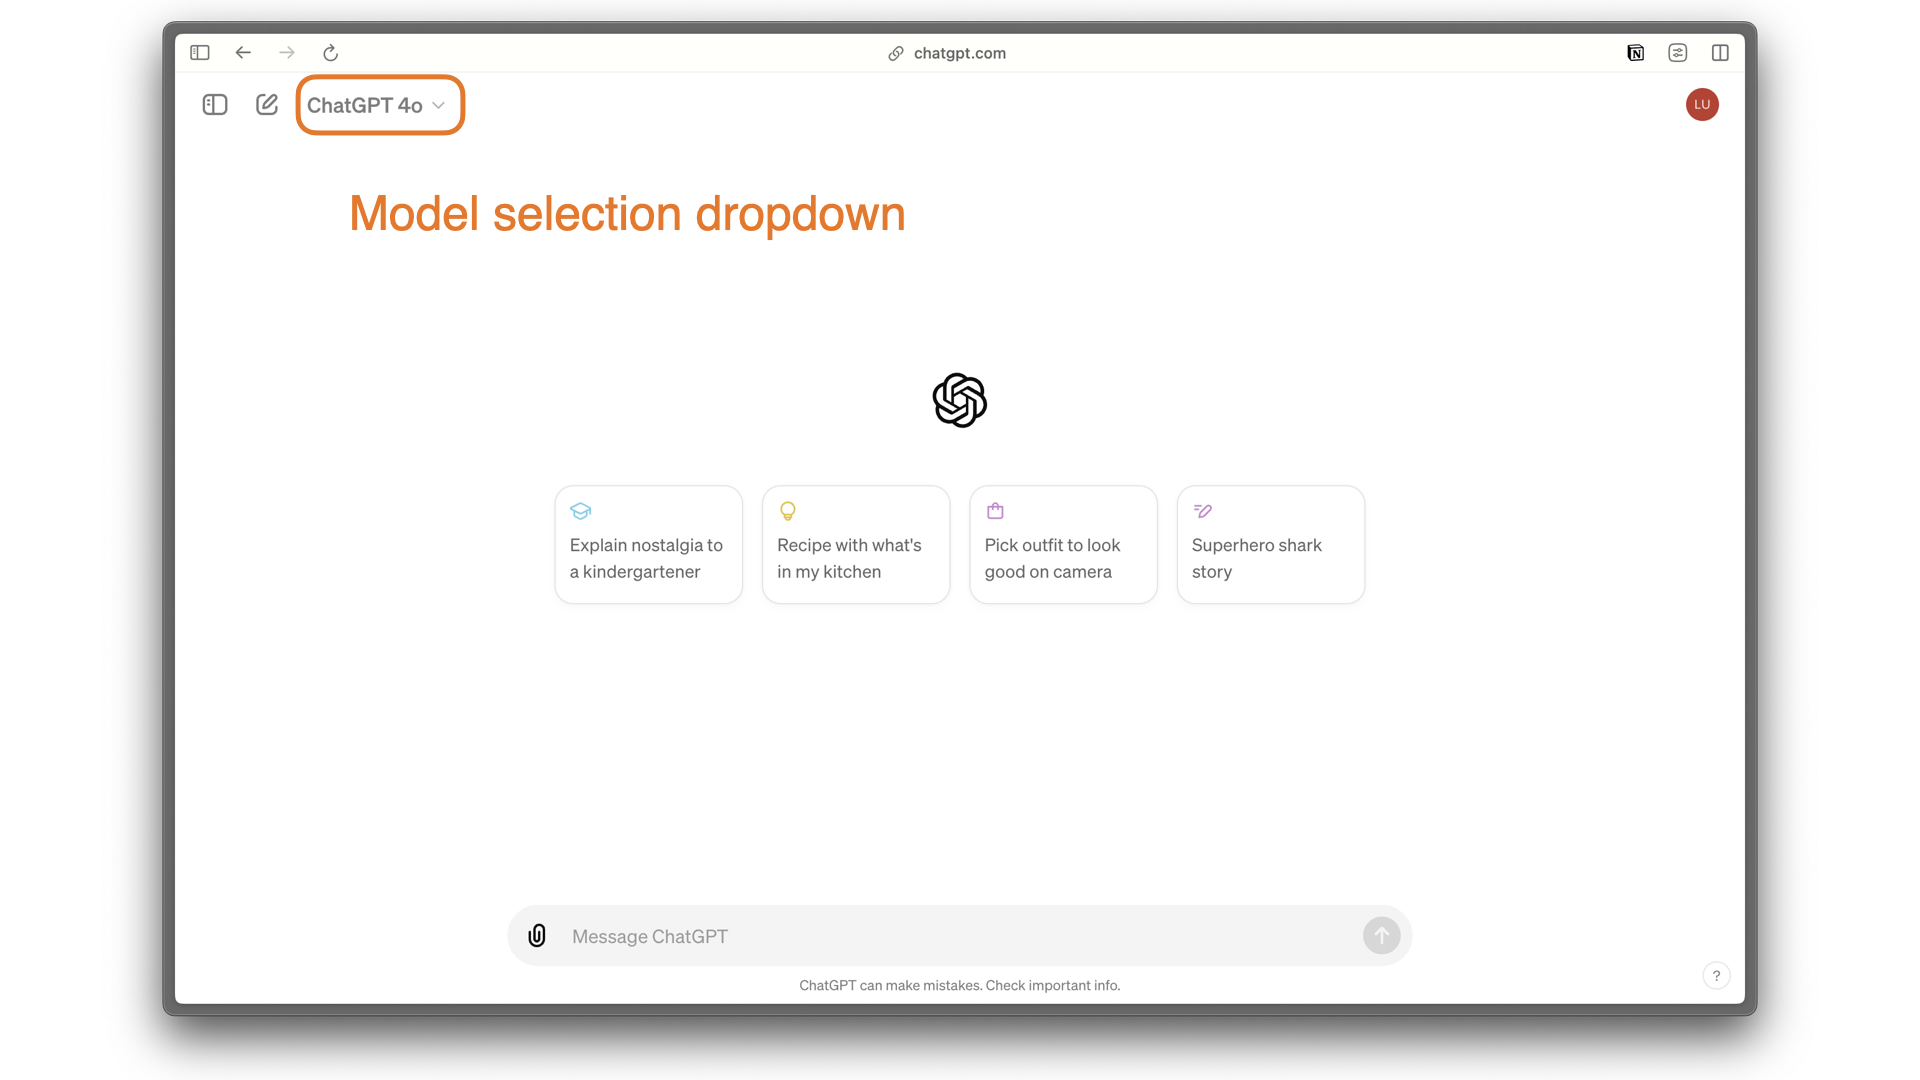 chatgpt.com
ChatGPT 4o
LU
Model selection dropdown
Explain nostalgia to
a kindergartener
Recipe with what's
in my kitchen
Pick outfit to look
good on camera
Superhero shark
story
Message ChatGPT
ChatGPT can make mistakes. Check important info.
?